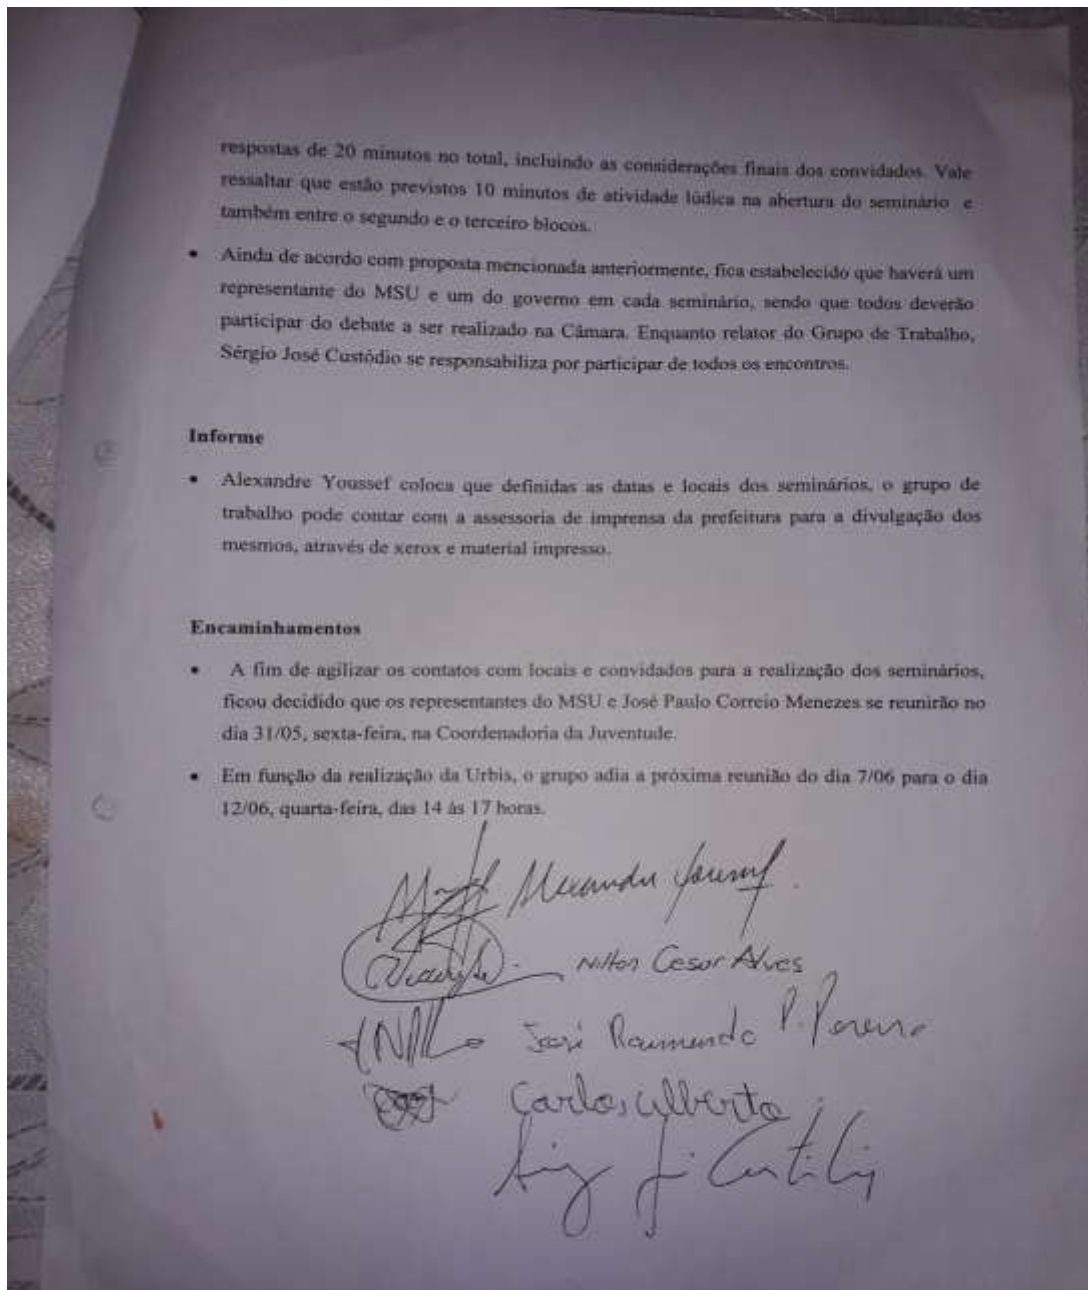 respostas de 20 minutos no total, incluindo as considerações finais dos convidados. Vale
ressaltar que estão previstos 10 minutos de atividade lúdica na abertura do seminário e
também entre o segundo e o terceiro blocos.
• Ainda de acordo com proposta mencionada anteriormente, fica estabelecido que haverá um
representante do MSU e um do governo em cada seminário, sendo que todos deverão
participar do debate a ser realizado na Câmara. Enquanto relator do Grupo de Trabalho,
Sérgio José Custódio se responsabiliza por participar de todos os encontros.
Informe
• Alexandre Youssef coloca que definidas as datas e locais dos seminários, o grupo de
trabalho pode contar com a assessoria de imprensa da prefeitura para a divulgação dos
mesmos, através de xerox e material impresso.
Encaminhamentos
• A fim de agilizar os contatos com locais e convidados para a realização dos seminários,
ficou decidido que os representantes do MSU e José Paulo Correio Menezes se reunirão no
dia 31/05, sexta-feira, na Coordenadoria da Juventude.
• Em função da realização da Urbis, o grupo adia a próxima reunião do dia 7/06 para o dia
12/06, quarta-feira, das 14 às 17 horas.
Alexandre Youssef
Nilton Cesar Alves
José Raimundo P. Pereira
Carlos Alberto